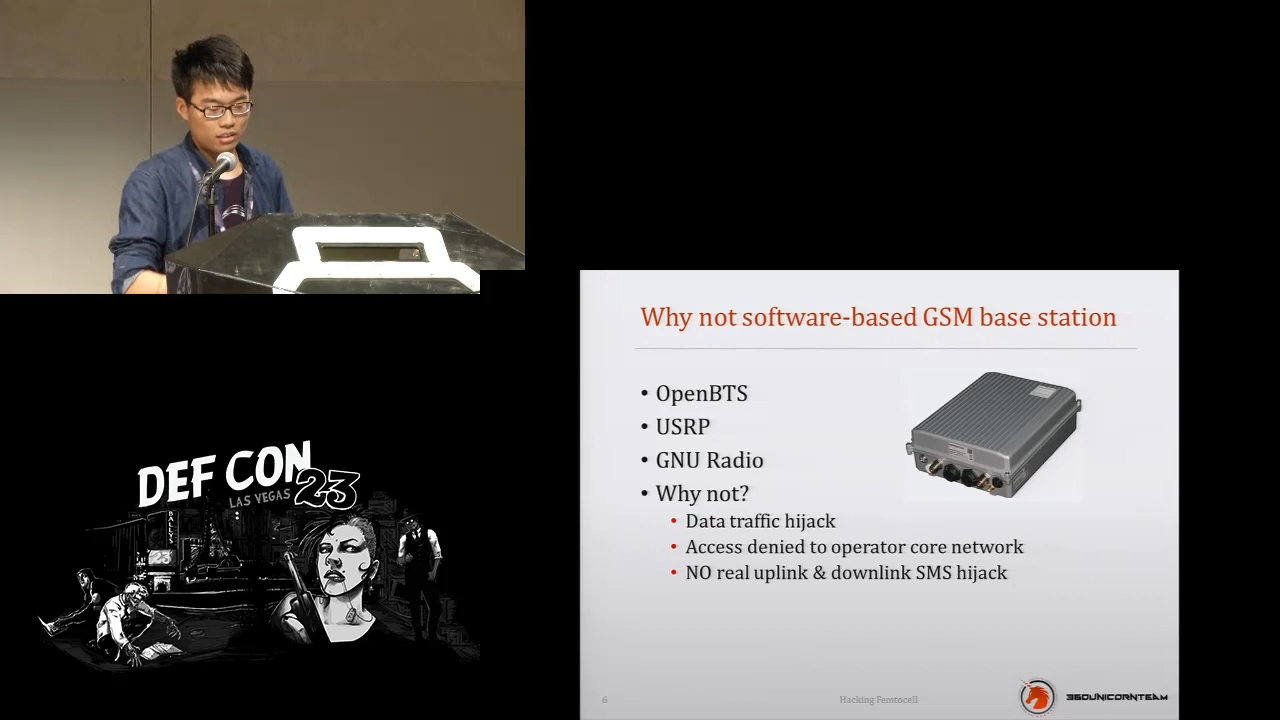 Why not software-based GSM base station
• OpenBTS
• USRP
• GNU Radio
• Why not?
• Data traffic hijack
• Access denied to operator core network
• NO real uplink & downlink SMS hijack
6
Hacking Femtocell
360UNICORNTEAM
DEF CON
LAS VEGAS 23
BALLYS